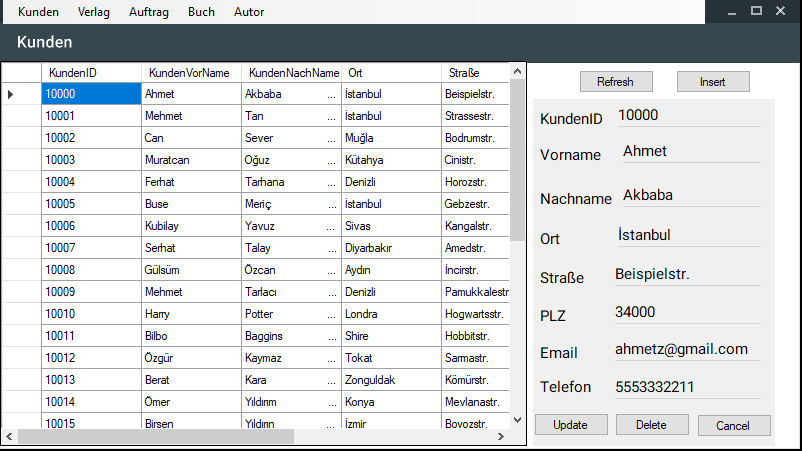 Kunden Verlag Auftrag Buch Autor
Kunden
KundenID KundenVorName KundenNachName Ort Straße
10000 Ahmet Akbaba ... İstanbul Beispielstr.
10001 Mehmet Tan ... İstanbul Strassestr.
10002 Can Sever ... Muğla Bodrumstr.
10003 Muratcan Oğuz ... Kütahya Cinistr.
10004 Ferhat Tarhana ... Denizli Horozstr.
10005 Buse Meriç ... İstanbul Gebzestr.
10006 Kubilay Yavuz ... Sivas Kangalstr.
10007 Serhat Talay ... Diyarbakır Amedstr.
10008 Gülsüm Özcan ... Aydın İncirstr.
10009 Mehmet Tarlacı ... Denizli Pamukkalestr
10010 Harry Potter ... Londra Hogwartsstr.
10011 Bilbo Baggins ... Shire Hobbitstr.
10012 Özgür Kaymaz ... Tokat Sarmastr.
10013 Berat Kara ... Zonguldak Kömürstr.
10014 Ömer Yıldırım ... Konya Mevlanastr.
10015 Birsen Yıldırın ... İzmir Boyozstr.
Refresh Insert
KundenID 10000
Vorname Ahmet
Nachname Akbaba
Ort İstanbul
Straße Beispielstr.
PLZ 34000
Email ahmetz@gmail.com
Telefon 5553332211
Update Delete Cancel